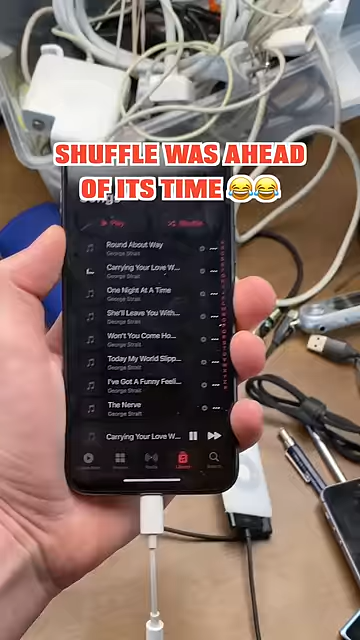 SHUFFLE WAS AHEAD
OF ITS TIME 😂😂
Songs
Play
Shuffle
Round About Way
George Strait
Carrying Your Love W...
George Strait
One Night At A Time
George Strait
She'll Leave You With...
George Strait
Won't You Come Ho...
George Strait
Today My World Slipp...
George Strait
I've Got A Funny Feeli...
George Strait
The Nerve
George Strait
Carrying Your Love W...
Radio
Library
Search